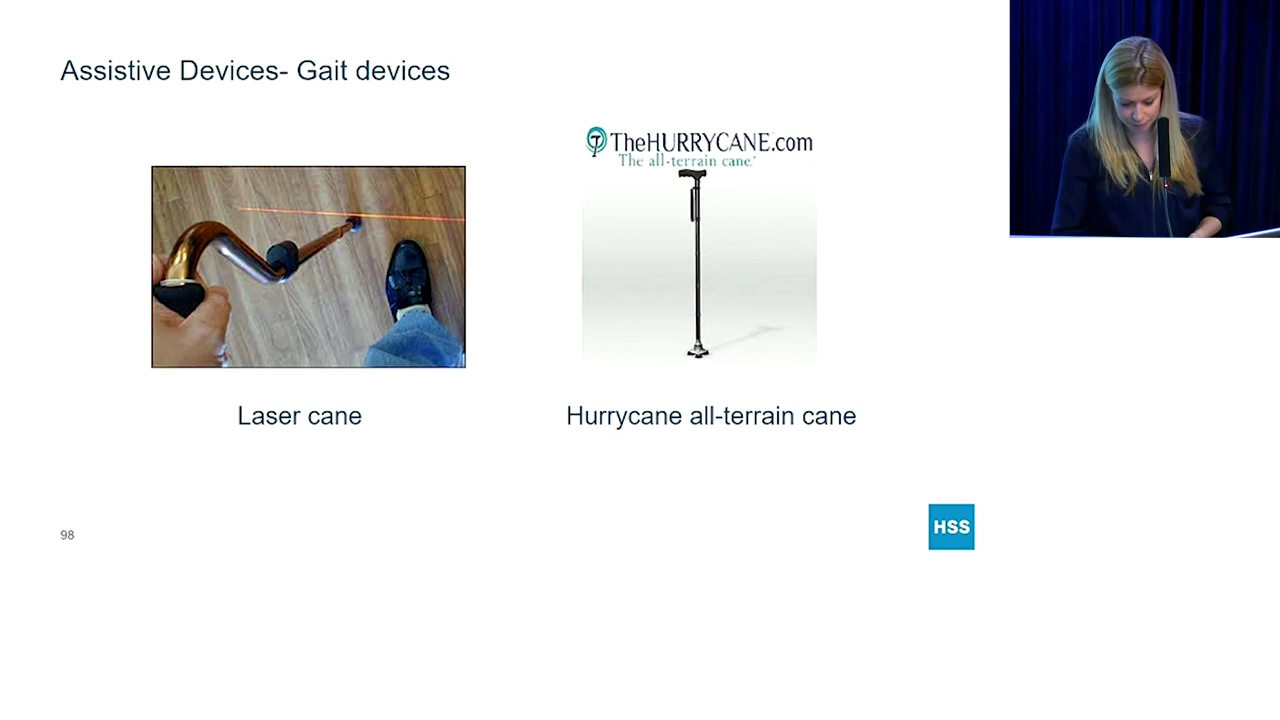 Assistive Devices- Gait devices
TheHURRYCANE.com
The all-terrain cane.
Laser cane
Hurrycane all-terrain cane
98
HSS